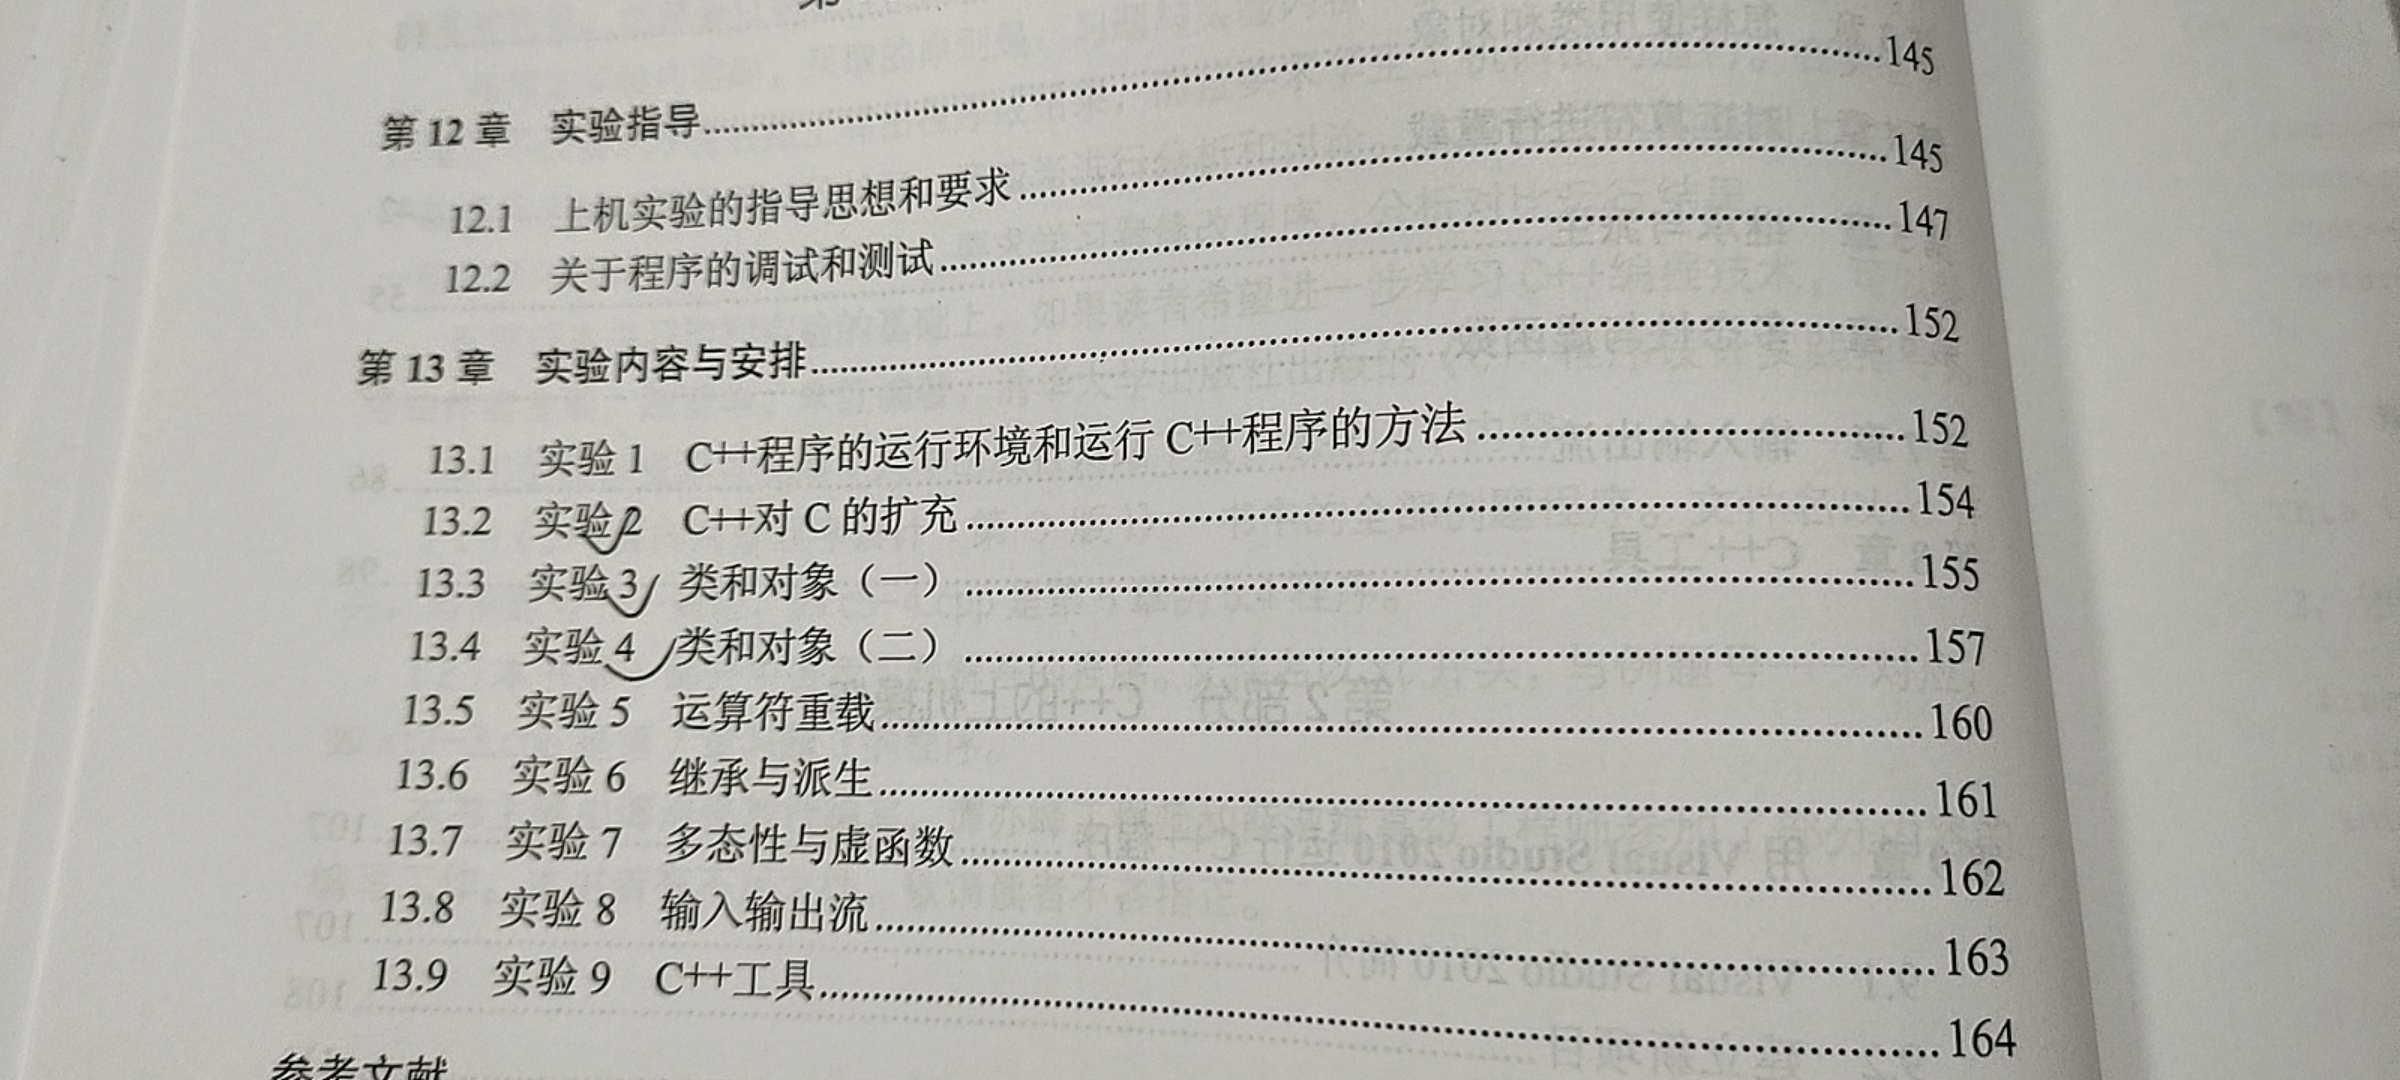 第 12 章 实验指导……145
12.1 上机实验的指导思想和要求……145
12.2 关于程序的调试和测试……147
第 13 章 实验内容与安排……152
13.1 实验 1 C++程序的运行环境和运行 C++程序的方法……152
13.2 实验 2 C++对 C 的扩充……154
13.3 实验 3 类和对象（一）……155
13.4 实验 4 类和对象（二）……157
13.5 实验 5 运算符重载……160
13.6 实验 6 继承与派生……161
13.7 实验 7 多态性与虚函数……162
13.8 实验 8 输入输出流……163
13.9 实验 9 C++工具……164
参考文献